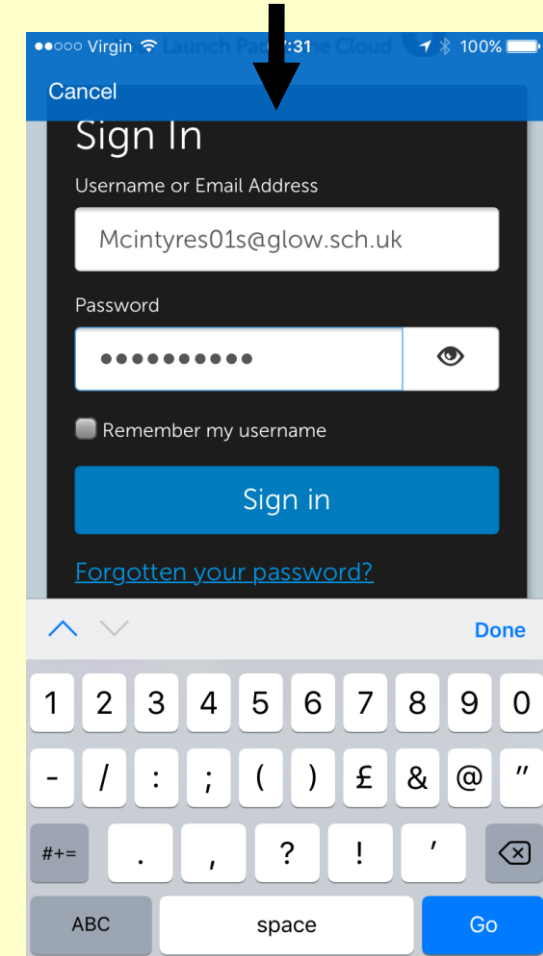 Virgin Launch Pac :31 ne Cloud 100%
Cancel
Sign In
Username or Email Address
Mcintyres01s@glow.sch.uk
Password
••••••••••
Remember my username
Sign in
Forgotten your password?
Done
1 2 3 4 5 6 7 8 9 0
- / : ; ( ) £ & @ "
#+= . , ? ! '
ABC space Go